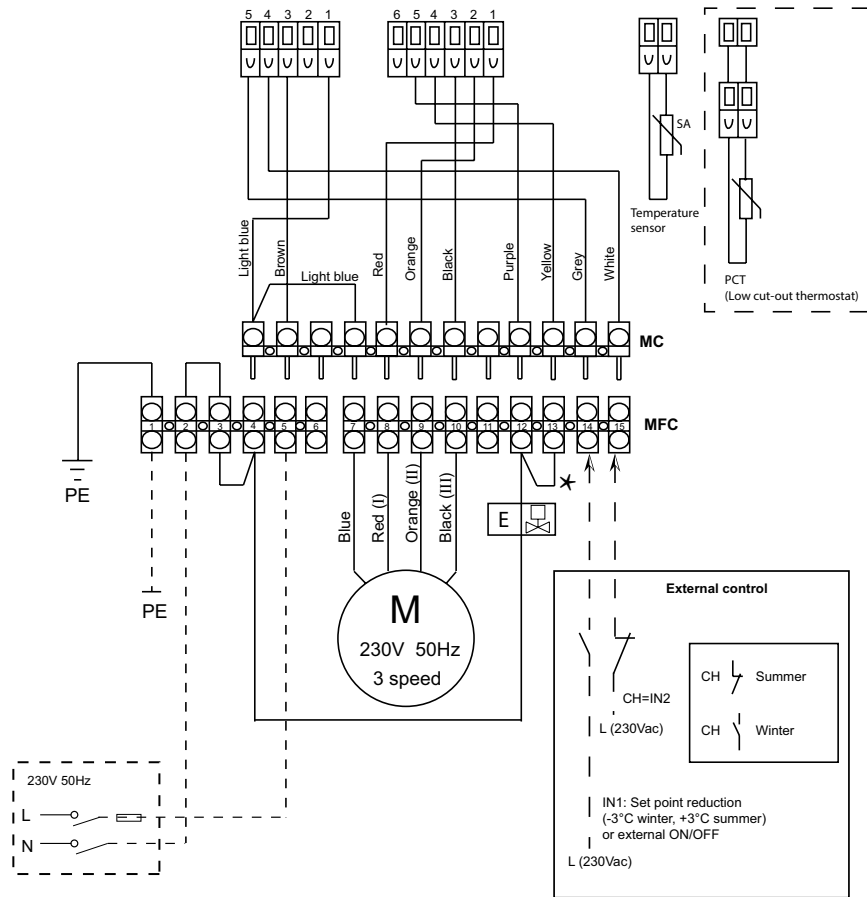 5 4 3 2 1
6 5 4 3 2 1
SA
Temperature
sensor
PCT
(Low cut-out thermostat)
Light blue
Brown
Light blue
Red
Orange
Black
Purple
Yellow
Grey
White
MC
1 2 3 4 5 6 7 8 9 10 11 12 13 14 15
MFC
PE
PE
Blue
Red (I)
Orange (II)
Black (III)
E
M
230V 50Hz
3 speed
External control
CH Summer
CH Winter
CH=IN2
L (230Vac)
IN1: Set point reduction
(-3°C winter, +3°C summer)
or external ON/OFF
L (230Vac)
230V 50Hz
L
N